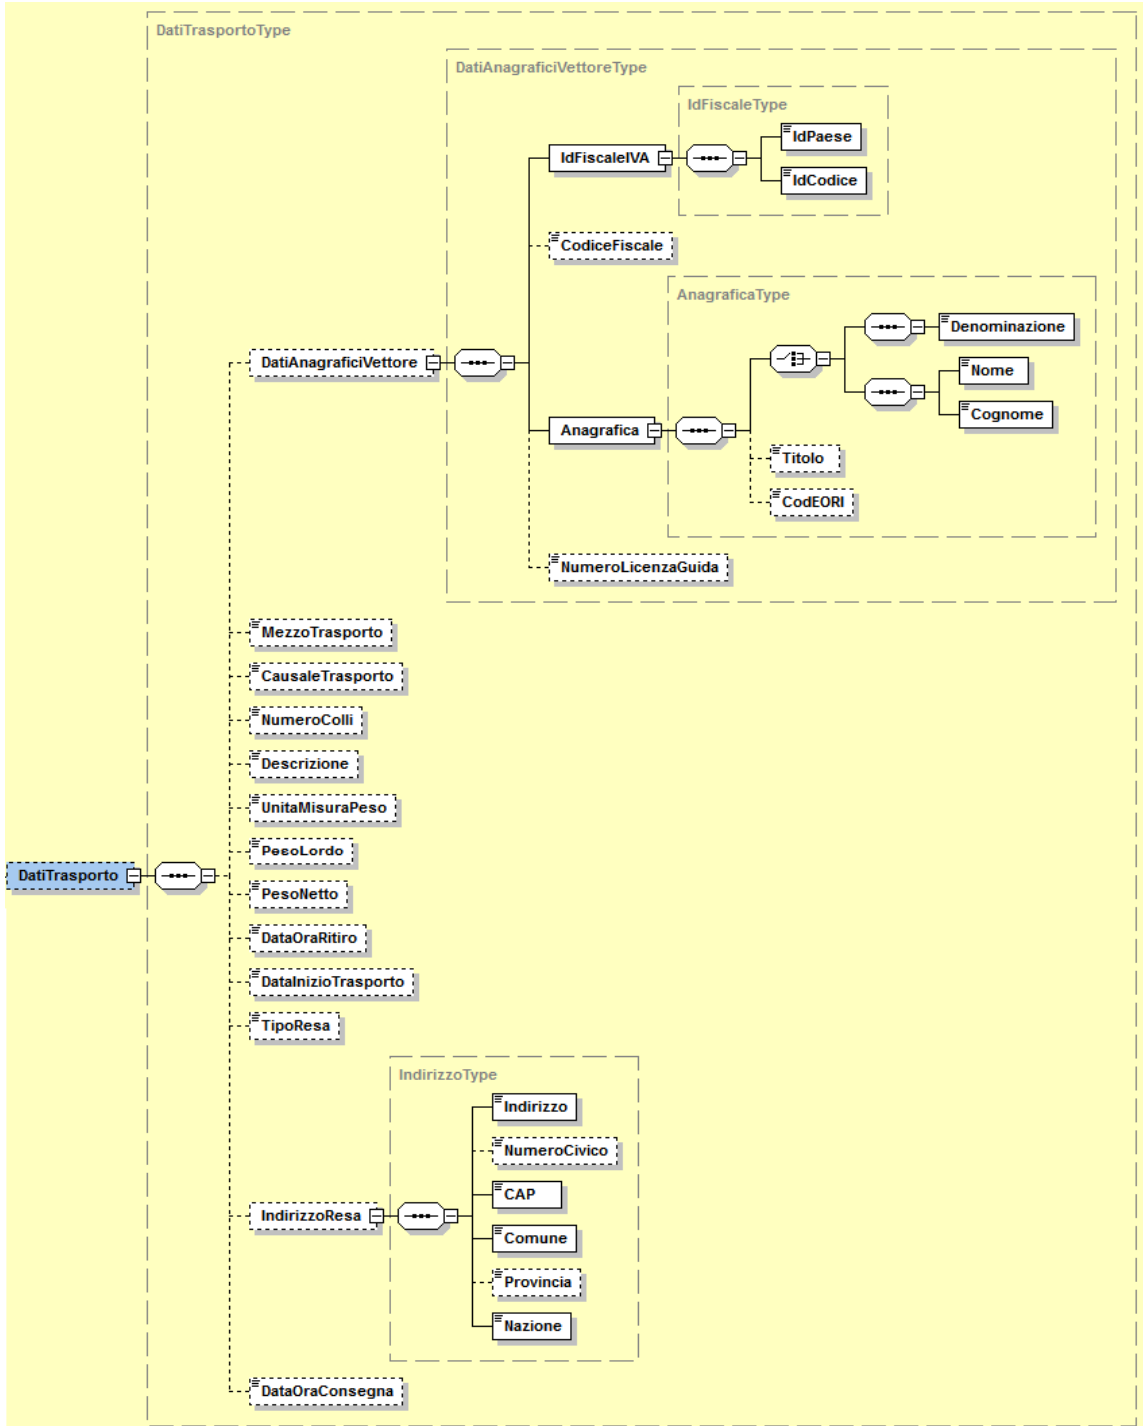 DatiTrasportoType
DatiAnagraficiVettoreType
IdFiscaleType
IdPaese
IdFiscaleIVA
IdCodice
CodiceFiscale
AnagraficaType
Denominazione
DatiAnagraficiVettore
Nome
Cognome
Anagrafica
Titolo
CodEORI
NumeroLicenzaGuida
MezzoTrasporto
CausaleTrasporto
NumeroColli
Descrizione
UnitaMisuraPeso
PesoLordo
DatiTrasporto
PesoNetto
DataOraRitiro
DataInizioTrasporto
TipoResa
IndirizzoType
Indirizzo
NumeroCivico
CAP
IndirizzoResa
Comune
Provincia
Nazione
DataOraConsegna